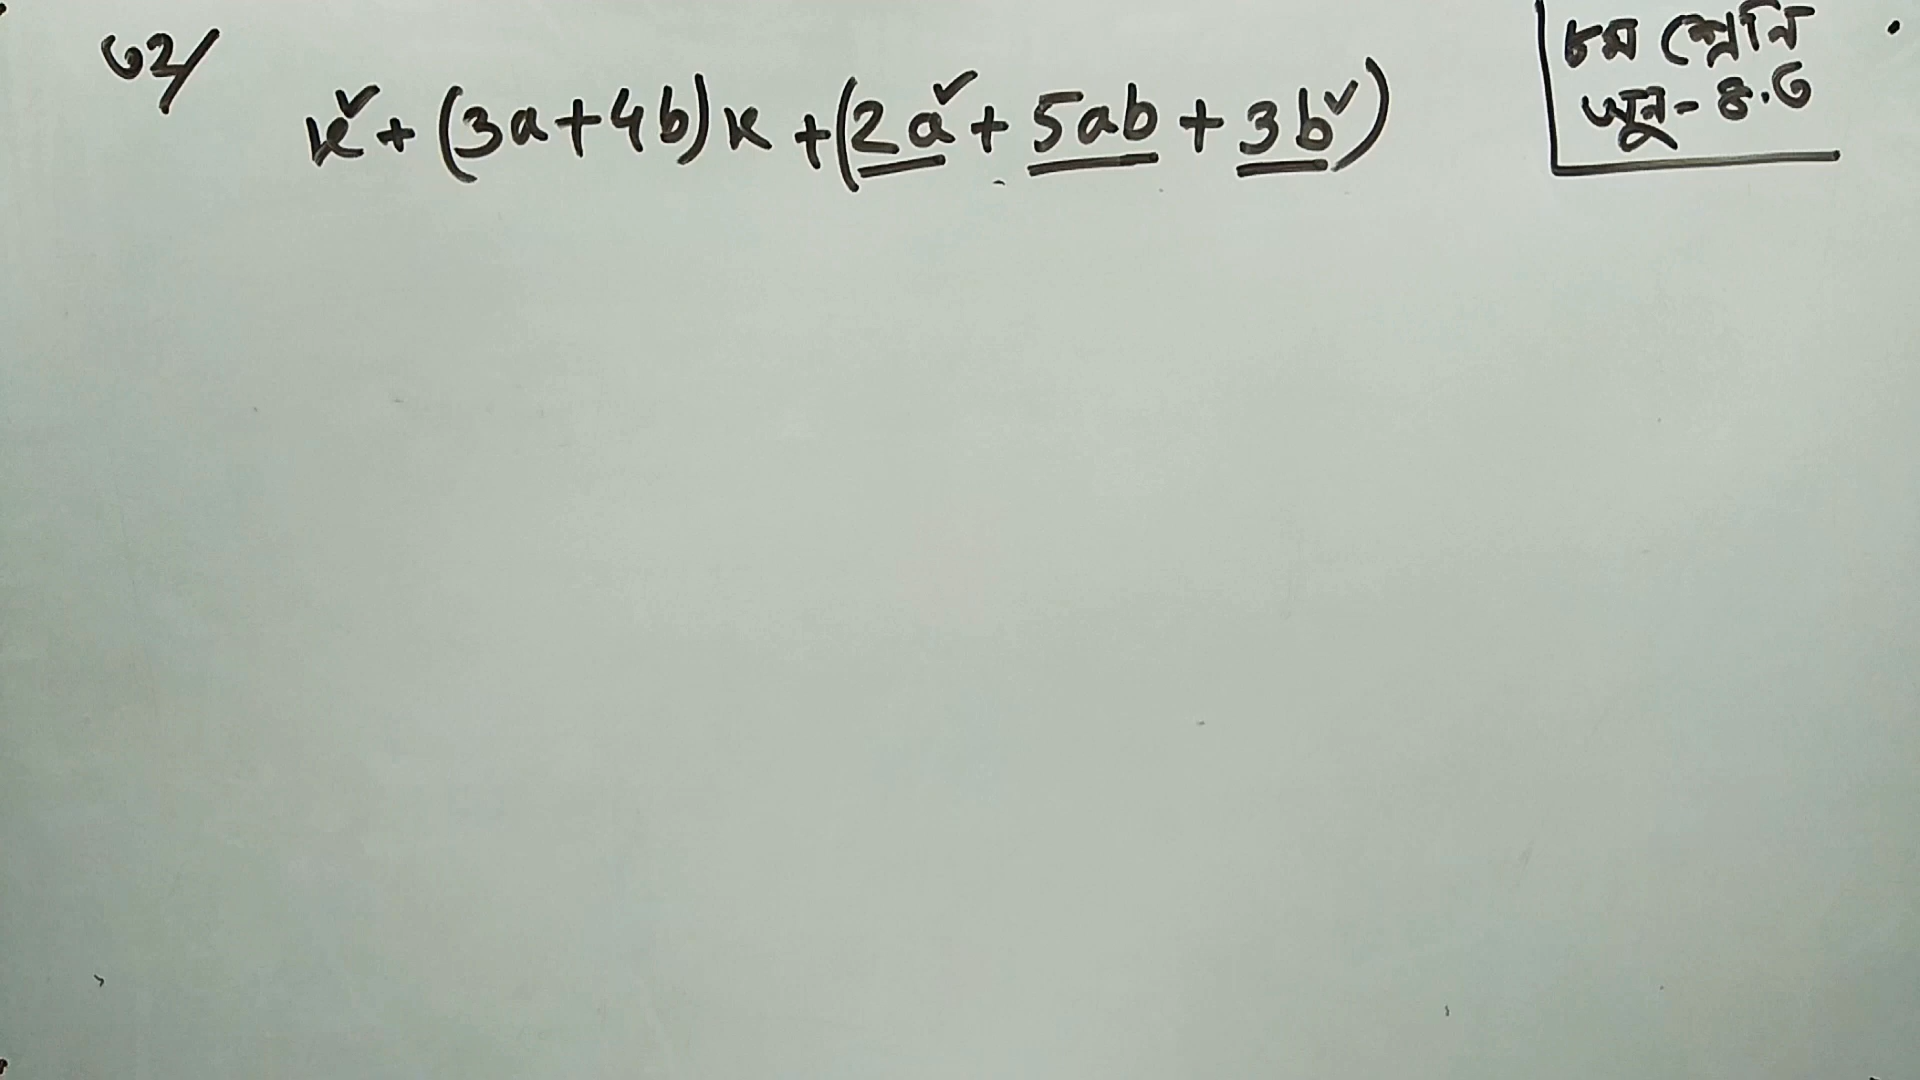 ৩২/
x² + (3a+4b)x + (2a² + 5ab + 3b²)
৮ম শ্রেনি
অনু- ৪.৩